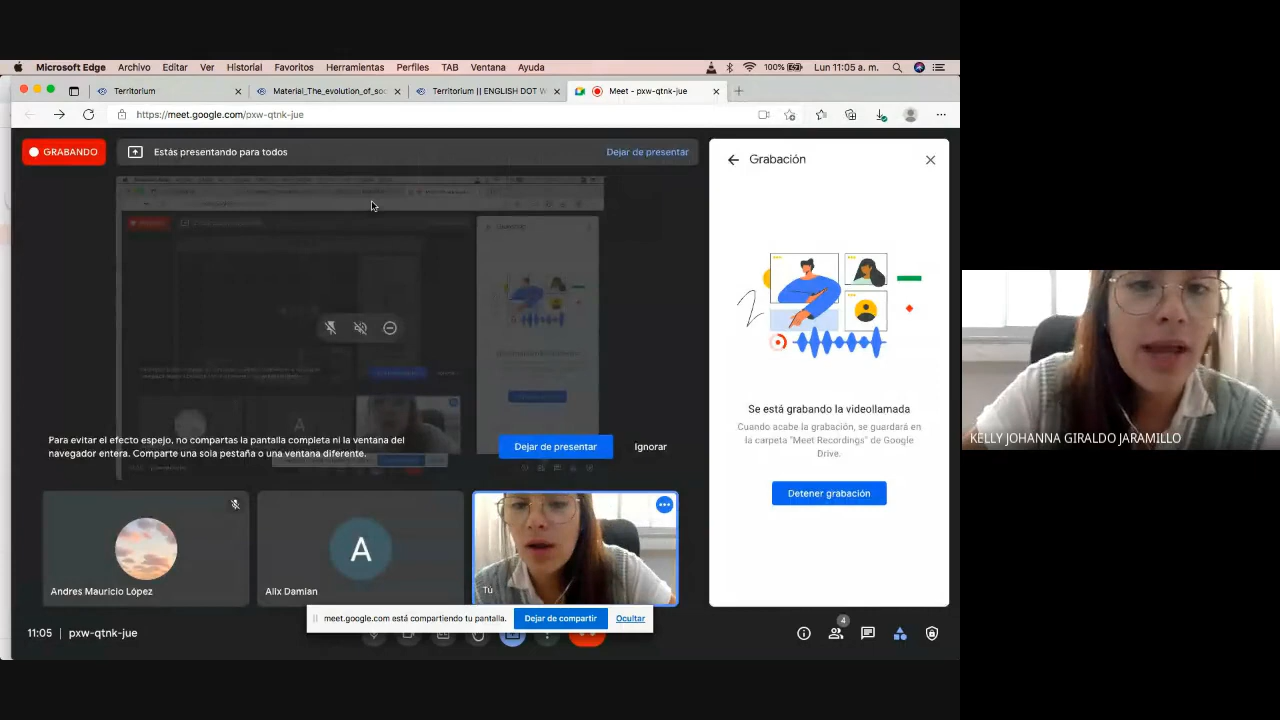 Microsoft Edge Archivo Editar Ver Historial Favoritos Herramientas Perfiles TAB Ventana Ayuda 100% Lun 11:05 a. m.
Territorium Material_The_evolution_of_soc Territorium || ENGLISH DOT W Meet - pxw-qtnk-jue
https://meet.google.com/pxw-qtnk-jue
GRABANDO
Estás presentando para todos
Dejar de presentar
Grabación
Se está grabando la videollamada
Cuando acabe la grabación, se guardará en
la carpeta "Meet Recordings" de Google
Drive.
Detener grabación
Para evitar el efecto espejo, no compartas la pantalla completa ni la ventana del
navegador entera. Comparte una sola pestaña o una ventana diferente.
Dejar de presentar
Ignorar
A
Andres Mauricio López
Alix Damian
Tú
meet.google.com está compartiendo tu pantalla.
Dejar de compartir
Ocultar
11:05 | pxw-qtnk-jue
4
KELLY JOHANNA GIRALDO JARAMILLO